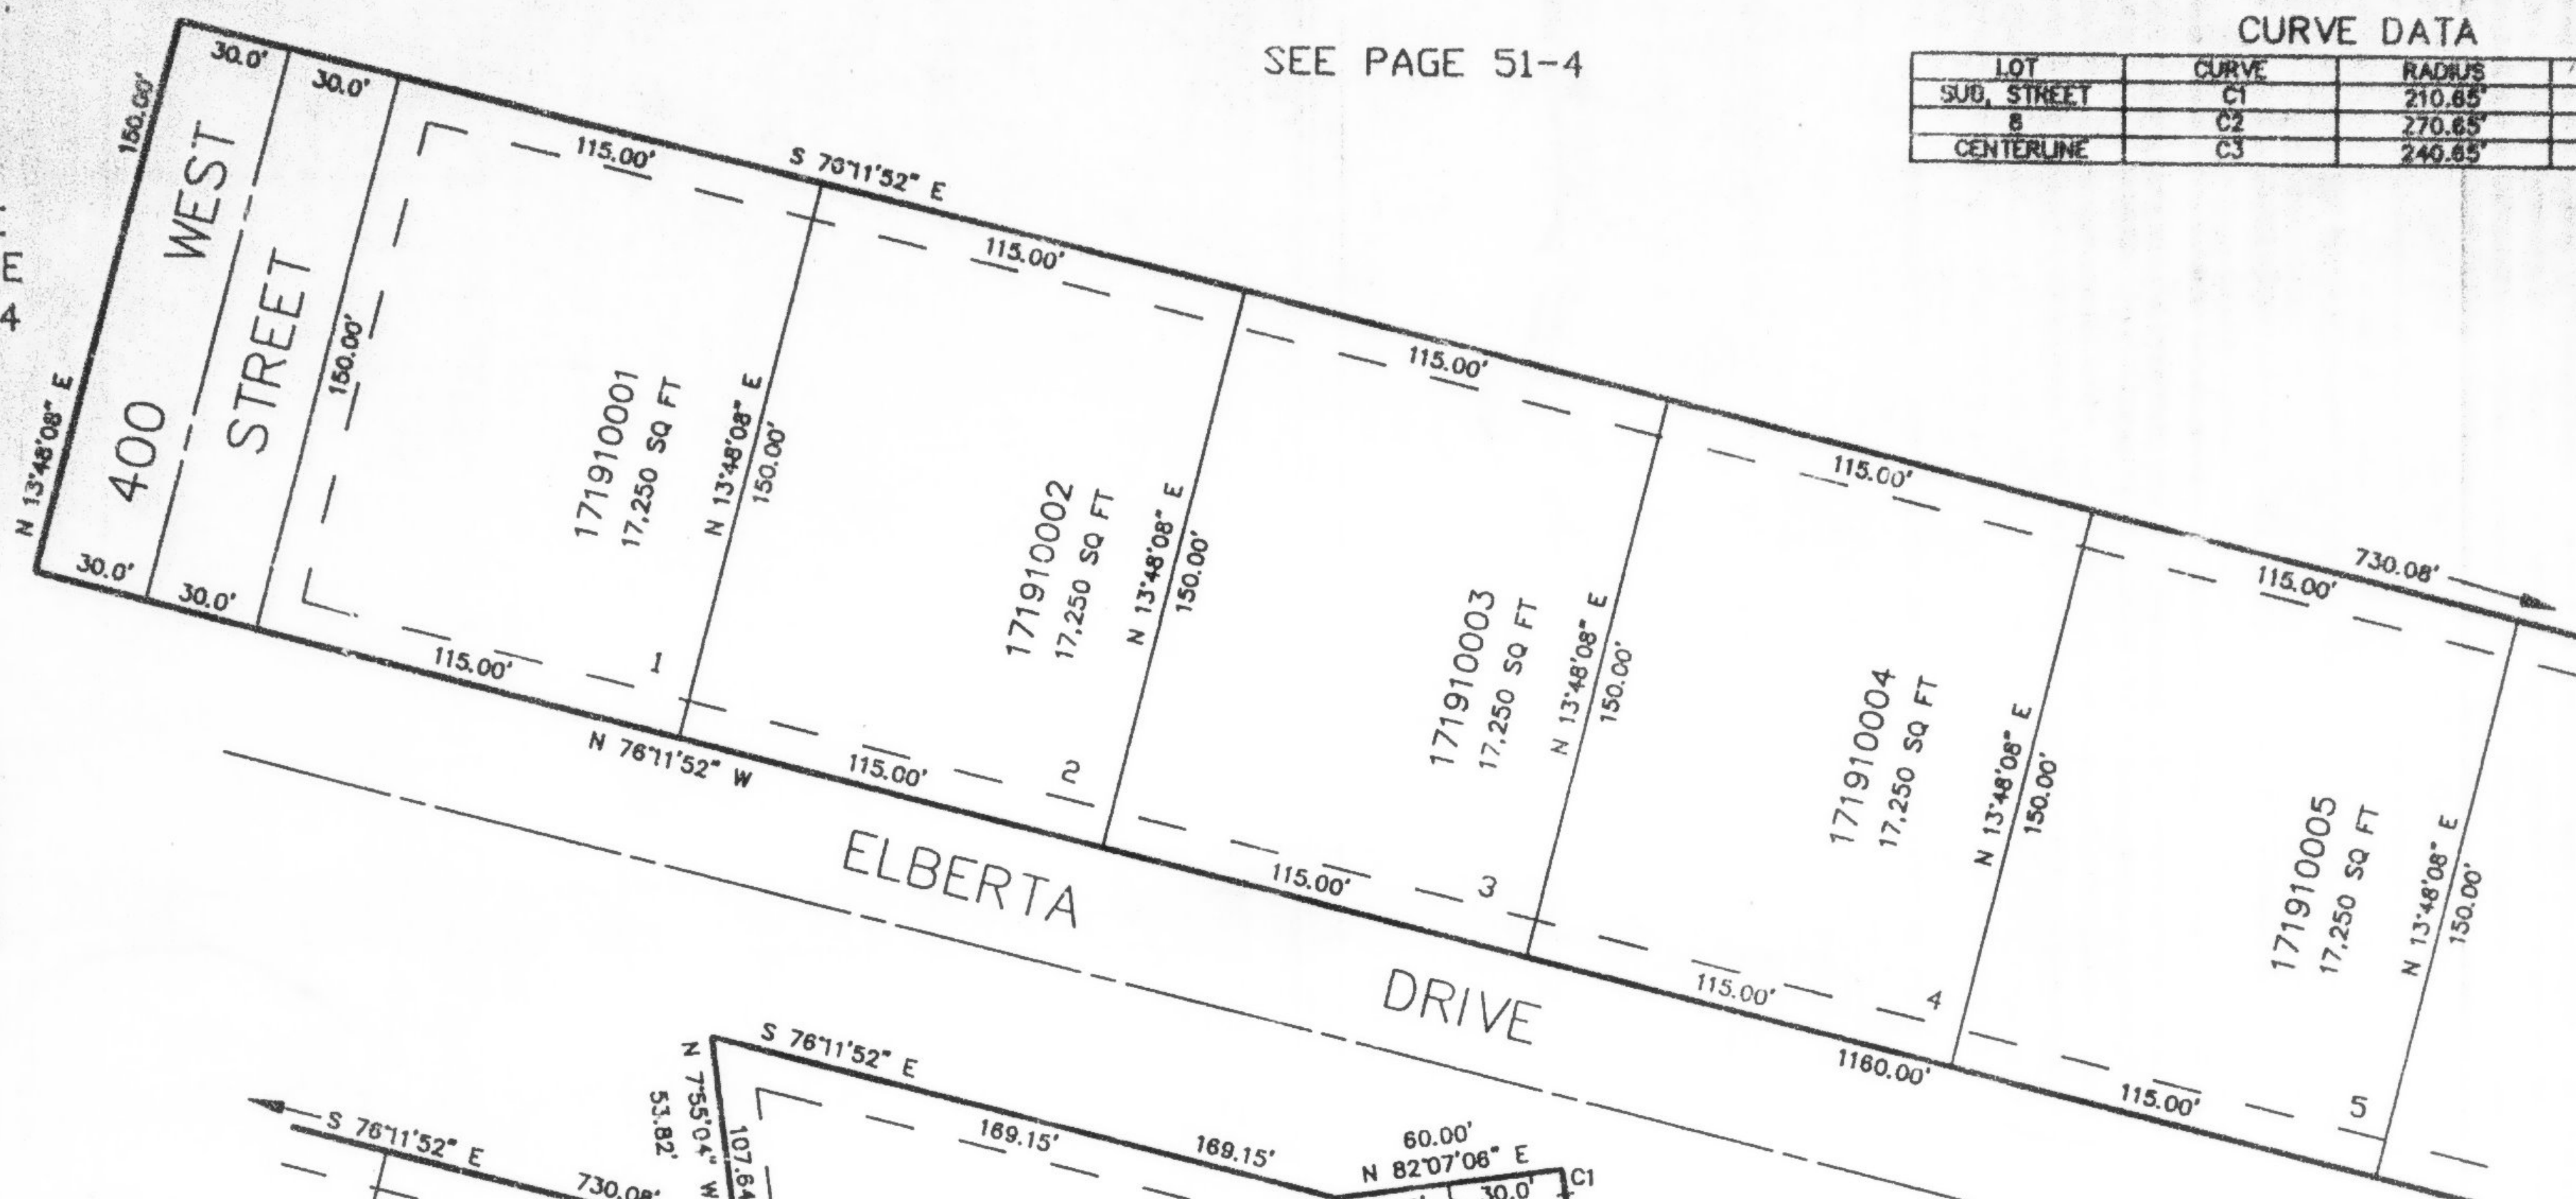 SEE PAGE 51-4
CURVE DATA
LOT CURVE RADIUS
SUB, STREET C1 210.65'
8 C2 270.65'
CENTERLINE C3 240.65'
E
4
30.0'
30.0'
150.00'
N 13°48'08" E
400 WEST
STREET
150.00'
30.0'
30.0'
115.00'
S 76°11'52" E
115.00'
115.00'
115.00'
115.00'
730.08'
171910001
17,250 SQ FT
N 13°48'08" E
150.00'
1
171910002
17,250 SQ FT
N 13°48'08" E
150.00'
2
171910003
17,250 SQ FT
N 13°48'08" E
150.00'
3
171910004
17,250 SQ FT
N 13°48'08" E
150.00'
4
171910005
17,250 SQ FT
N 13°48'08" E
150.00'
5
115.00'
N 76°11'52" W
115.00'
115.00'
115.00'
1160.00'
115.00'
ELBERTA
DRIVE
S 76°11'52" E
730.08'
N 7°55'04" W
53.82'
107.64
S 76°11'52" E
169.15'
169.15'
60.00'
N 82°07'06" E
30.0'
C1